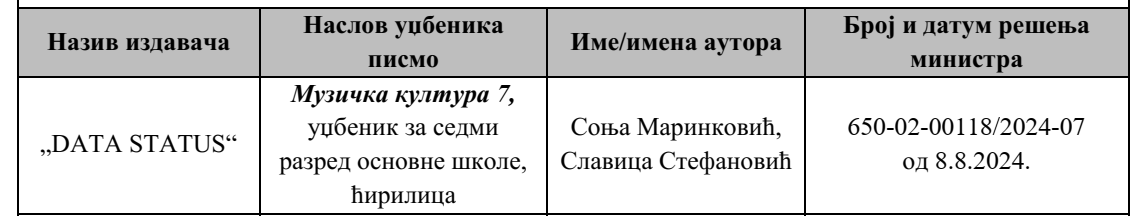 Назив издавача
Наслов уџбеника
писмо
Име/имена аутора
Број и датум решења
министра
„DATA STATUS“
Музичка култура 7,
уџбеник за седми
разред основне школе,
ћирилица
Соња Маринковић,
Славица Стефановић
650-02-00118/2024-07
од 8.8.2024.